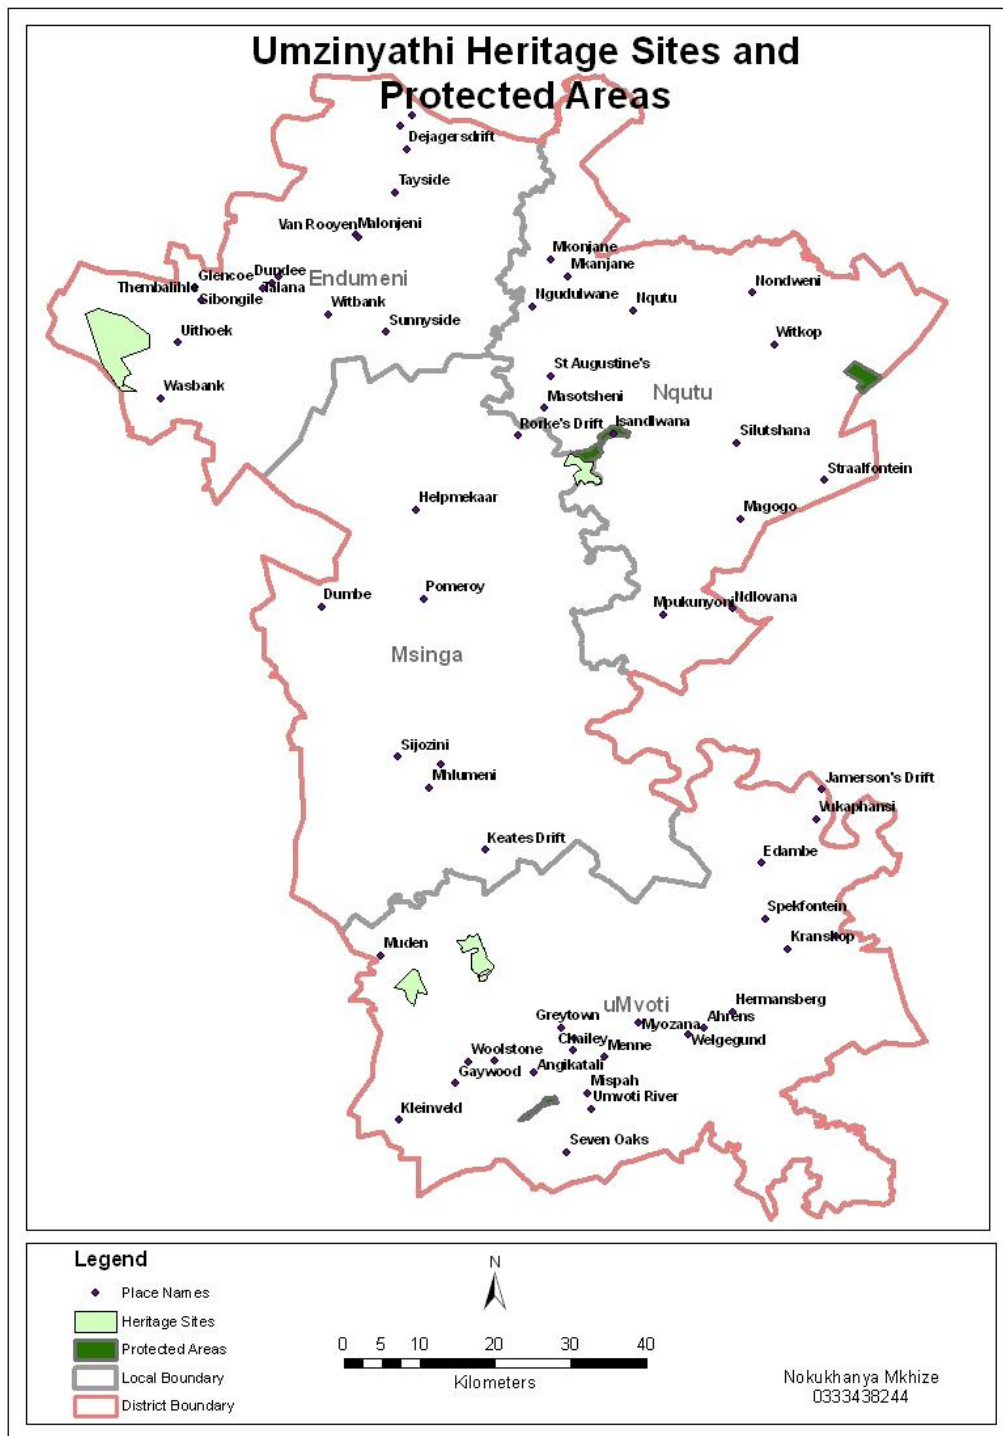 Umzinyathi Heritage Sites and
Protected Areas
Dejagersdrift
Tayside
Van Rooyen
Malonjeni
Mkonjane
Mkanjane
Glencoe
Dundee
Endumeni
Nondweni
Thembalihle
Talana
Sibongile
Witbank
Ngudulwane
Nqutu
Uithoek
Sunnyside
Witkop
St Augustine's
Wasbank
Masotsheni
Nqutu
Rorke's Drift
Isandlwana
Silutshana
Straalfontein
Helpmekaar
Magogo
Dumbe
Pomeroy
Mpukunyoni
Ndlovana
Msinga
Sijozini
Mhlumeni
Jamerson's Drift
Vukaphansi
Keates Drift
Edambe
Spekfontein
Muden
Kranskop
uMvoti
Hermansberg
Greytown
Myozana
Ahrens
Chailey
Menne
Welgegund
Woolstone
Angikatali
Gaywood
Mispah
Umvoti River
Kleinveld
Seven Oaks
Legend
Place Names
Heritage Sites
Protected Areas
Local Boundary
District Boundary
N
0 5 10 20 30 40
Kilometers
Nokukhanya Mkhize
0333438244